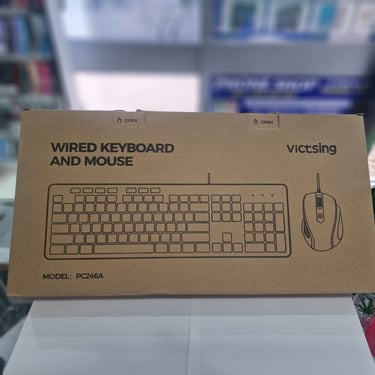 OPEN
OPEN
WIRED KEYBOARD
AND MOUSE
Victsing
MODEL: PC246A